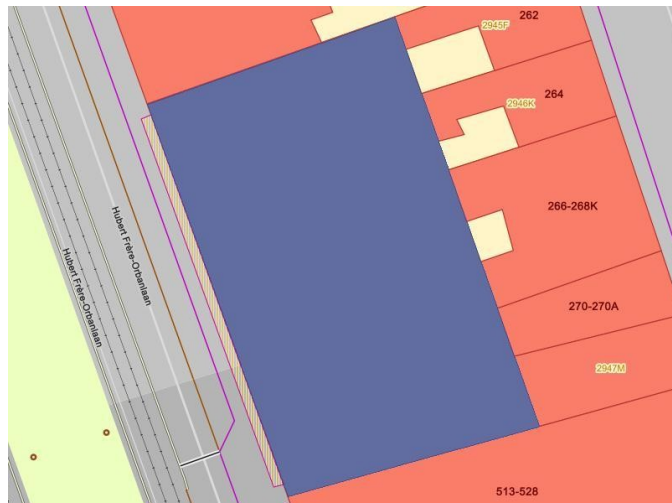 262
2945F
264
2946K
266-268K
270-270A
2947M
513-528
Hubert Frère-Orbanlaan
Hubert Frère-Orbanlaan